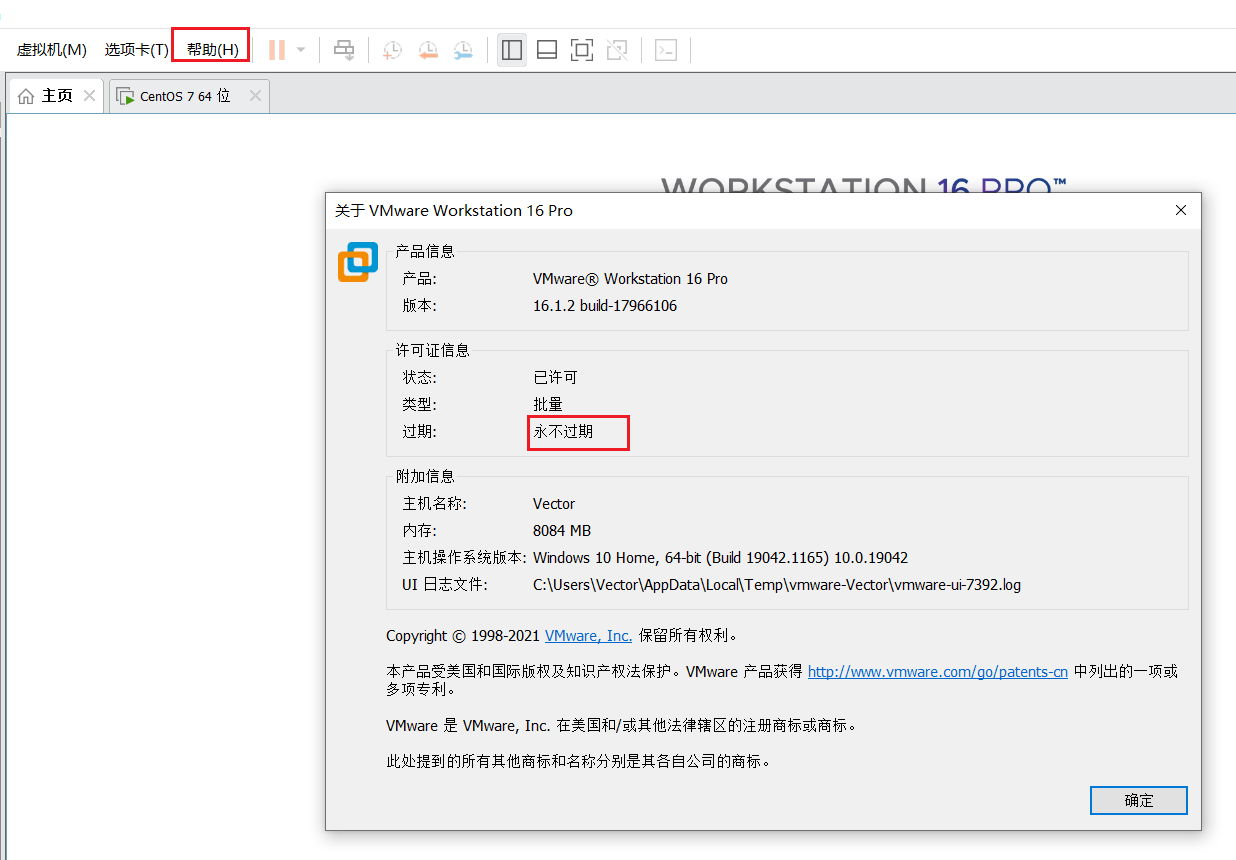 虚拟机(M) 选项卡(T) 帮助(H)
主页 CentOS 7 64 位
WORKSTATION 16 PRO™
关于 VMware Workstation 16 Pro
产品信息
产品: VMware® Workstation 16 Pro
版本: 16.1.2 build-17966106
许可证信息
状态: 已许可
类型: 批量
过期: 永不过期
附加信息
主机名称: Vector
内存: 8084 MB
主机操作系统版本: Windows 10 Home, 64-bit (Build 19042.1165) 10.0.19042
UI 日志文件: C:\Users\Vector\AppData\Local\Temp\vmware-Vector\vmware-ui-7392.log
Copyright © 1998-2021 VMware, Inc. 保留所有权利。
本产品受美国和国际版权及知识产权法保护。VMware 产品获得 http://www.vmware.com/go/patents-cn 中列出的一项或
多项专利。
VMware 是 VMware, Inc. 在美国和/或其他法律辖区的注册商标或商标。
此处提到的所有其他商标和名称分别是其各自公司的商标。
确定